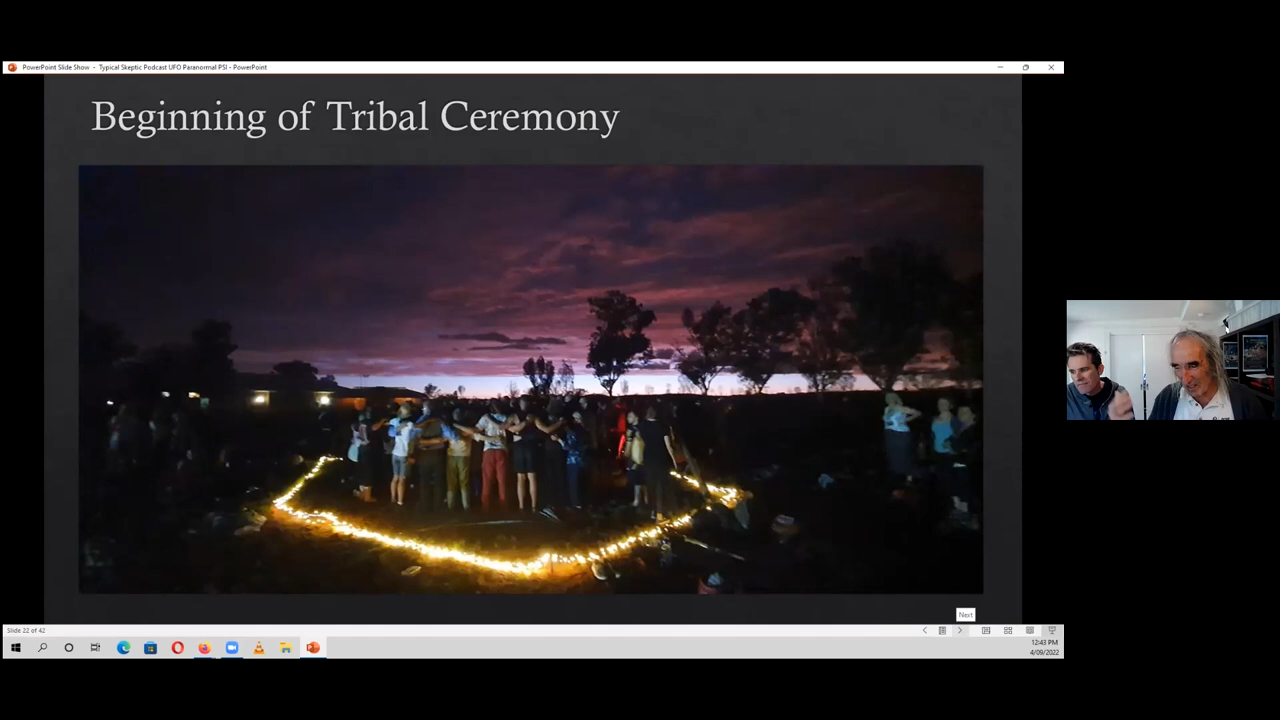 PowerPoint Slide Show - Typical Skeptic Podcast UFO Paranormal PSI - PowerPoint
Beginning of Tribal Ceremony
Next
Slide 22 of 42
12:43 PM
4/09/2022